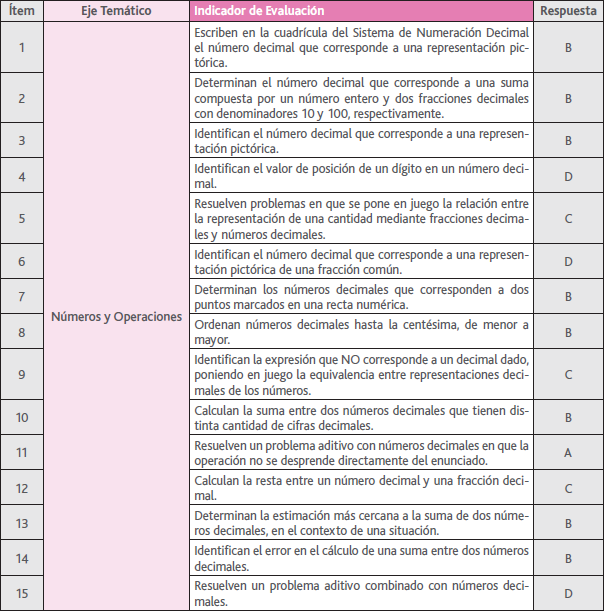 Ítem Eje Temático Indicador de Evaluación Respuesta
1 Escriben en la cuadrícula del Sistema de Numeración Decimal B
el número decimal que corresponde a una representación pic-
tórica.
2 Determinan el número decimal que corresponde a una suma B
compuesta por un número entero y dos fracciones decimales
con denominadores 10 y 100, respectivamente.
3 Identifican el número decimal que corresponde a una represen- B
tación pictórica.
4 Identifican el valor de posición de un dígito en un número deci- D
mal.
5 Resuelven problemas en que se pone en juego la relación entre C
la representación de una cantidad mediante fracciones decima-
les y números decimales.
6 Identifican el número decimal que corresponde a una represen- D
tación pictórica de una fracción común.
7 Determinan los números decimales que corresponden a dos B
puntos marcados en una recta numérica.
Números y Operaciones
8 Ordenan números decimales hasta la centésima, de menor a B
mayor.
9 Identifican la expresión que NO corresponde a un decimal dado, C
poniendo en juego la equivalencia entre representaciones deci-
males de los números.
10 Calculan la suma entre dos números decimales que tienen dis- B
tinta cantidad de cifras decimales.
11 Resuelven un problema aditivo con números decimales en que la A
operación no se desprende directamente del enunciado.
12 Calculan la resta entre un número decimal y una fracción deci- C
mal.
13 Determinan la estimación más cercana a la suma de dos núme- B
ros decimales, en el contexto de una situación.
14 Identifican el error en el cálculo de una suma entre dos números B
decimales.
15 Resuelven un problema aditivo combinado con números deci- D
males.